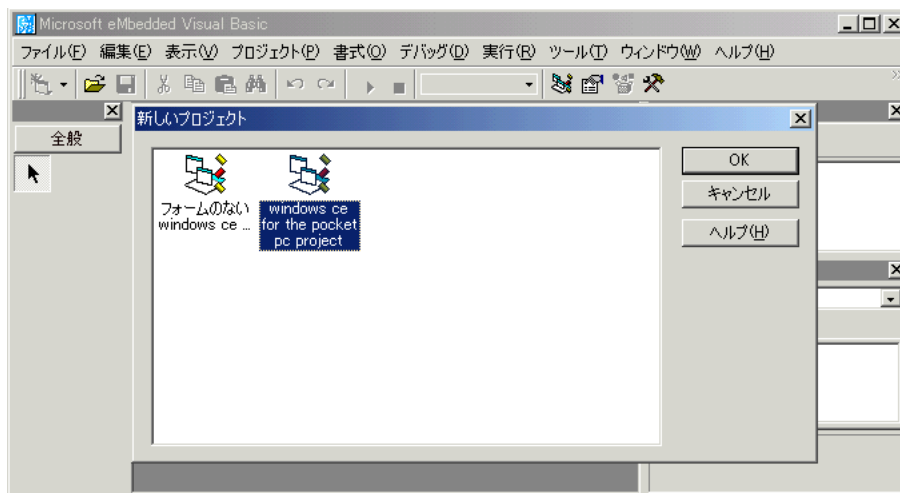 Microsoft eMbedded Visual Basic
ファイル(F) 編集(E) 表示(V) プロジェクト(P) 書式(O) デバッグ(D) 実行(R) ツール(T) ウィンドウ(W) ヘルプ(H)
全般
新しいプロジェクト
フォームのない
windows ce ...
windows ce
for the pocket
pc project
OK
キャンセル
ヘルプ(H)